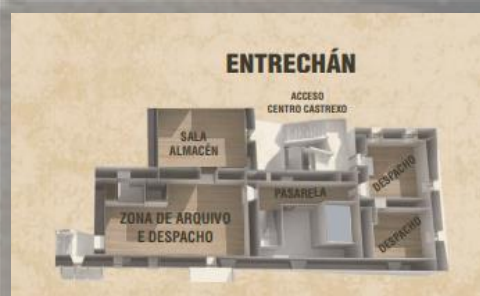 ENTRECHÁN
ACCESO
CENTRO CASTREXO
SALA
ALMACÉN
DESPACHO
PASARELA
ZONA DE ARQUIVO
E DESPACHO
DESPACHO